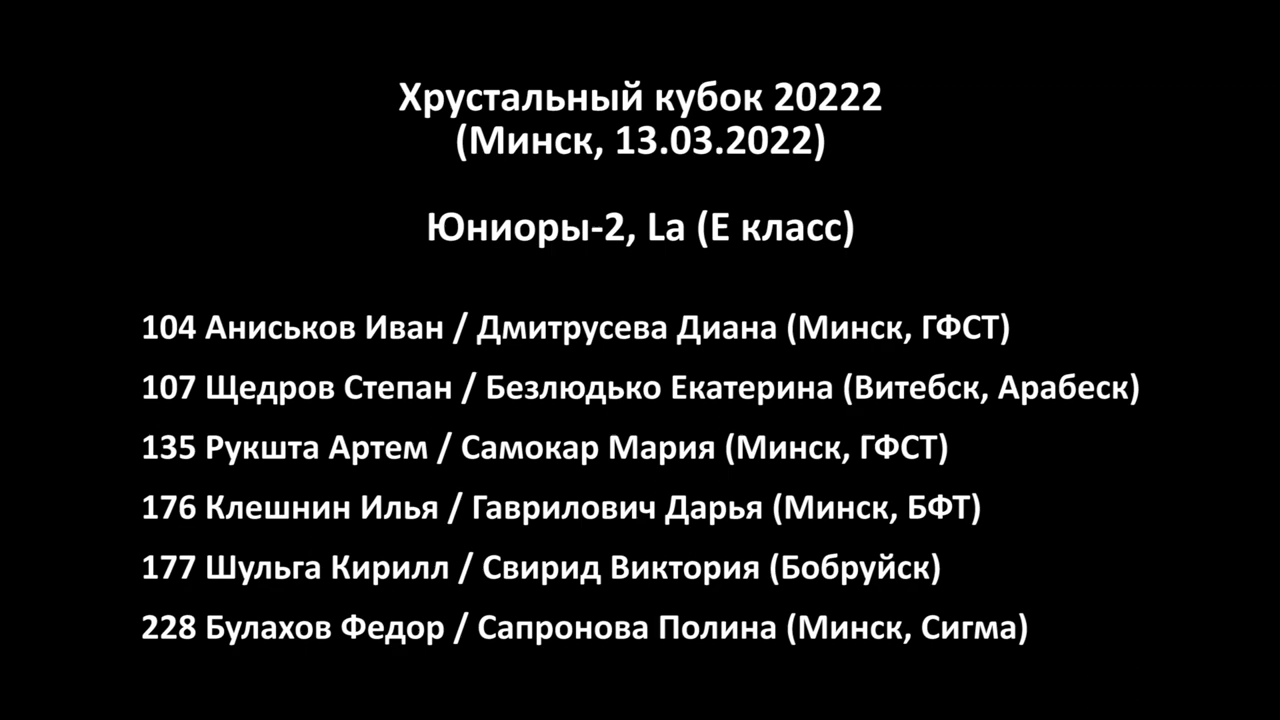 Хрустальный кубок 20222
(Минск, 13.03.2022)
Юниоры-2, La (E класс)
104 Аниськов Иван / Дмитрусева Диана (Минск, ГФСТ)
107 Щедров Степан / Безлюдько Екатерина (Витебск, Арабеск)
135 Рукшта Артем / Самокар Мария (Минск, ГФСТ)
176 Клешнин Илья / Гаврилович Дарья (Минск, БФТ)
177 Шульга Кирилл / Свирид Виктория (Бобруйск)
228 Булахов Федор / Сапронова Полина (Минск, Сигма)